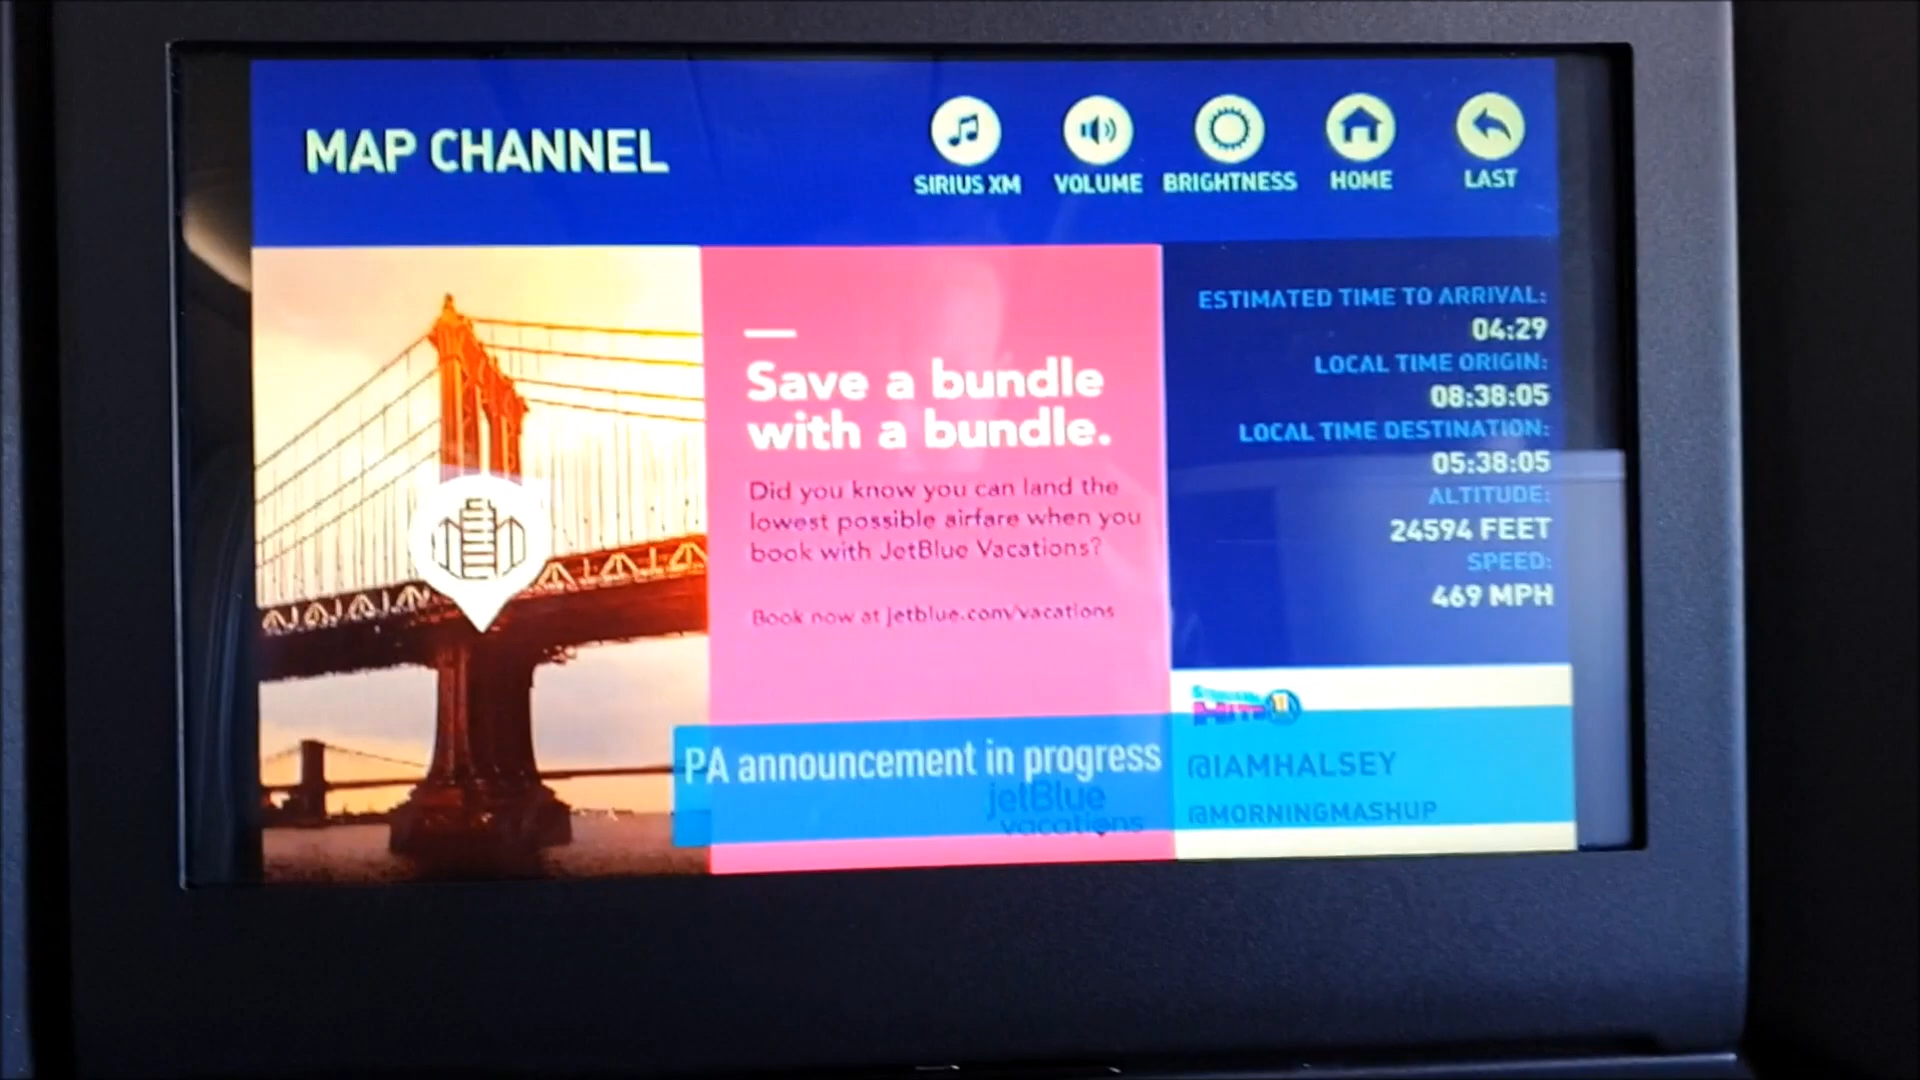 MAP CHANNEL
SIRIUS XM
VOLUME
BRIGHTNESS
HOME
LAST
Save a bundle
with a bundle.
Did you know you can land the
lowest possible airfare when you
book with JetBlue Vacations?
Book now at jetblue.com/vacations
ESTIMATED TIME TO ARRIVAL:
04:29
LOCAL TIME ORIGIN:
08:38:05
LOCAL TIME DESTINATION:
05:38:05
ALTITUDE:
24594 FEET
SPEED:
469 MPH
PA announcement in progress
jetBlue
vacations
@IAMHALSEY
@MORNINGMASHUP